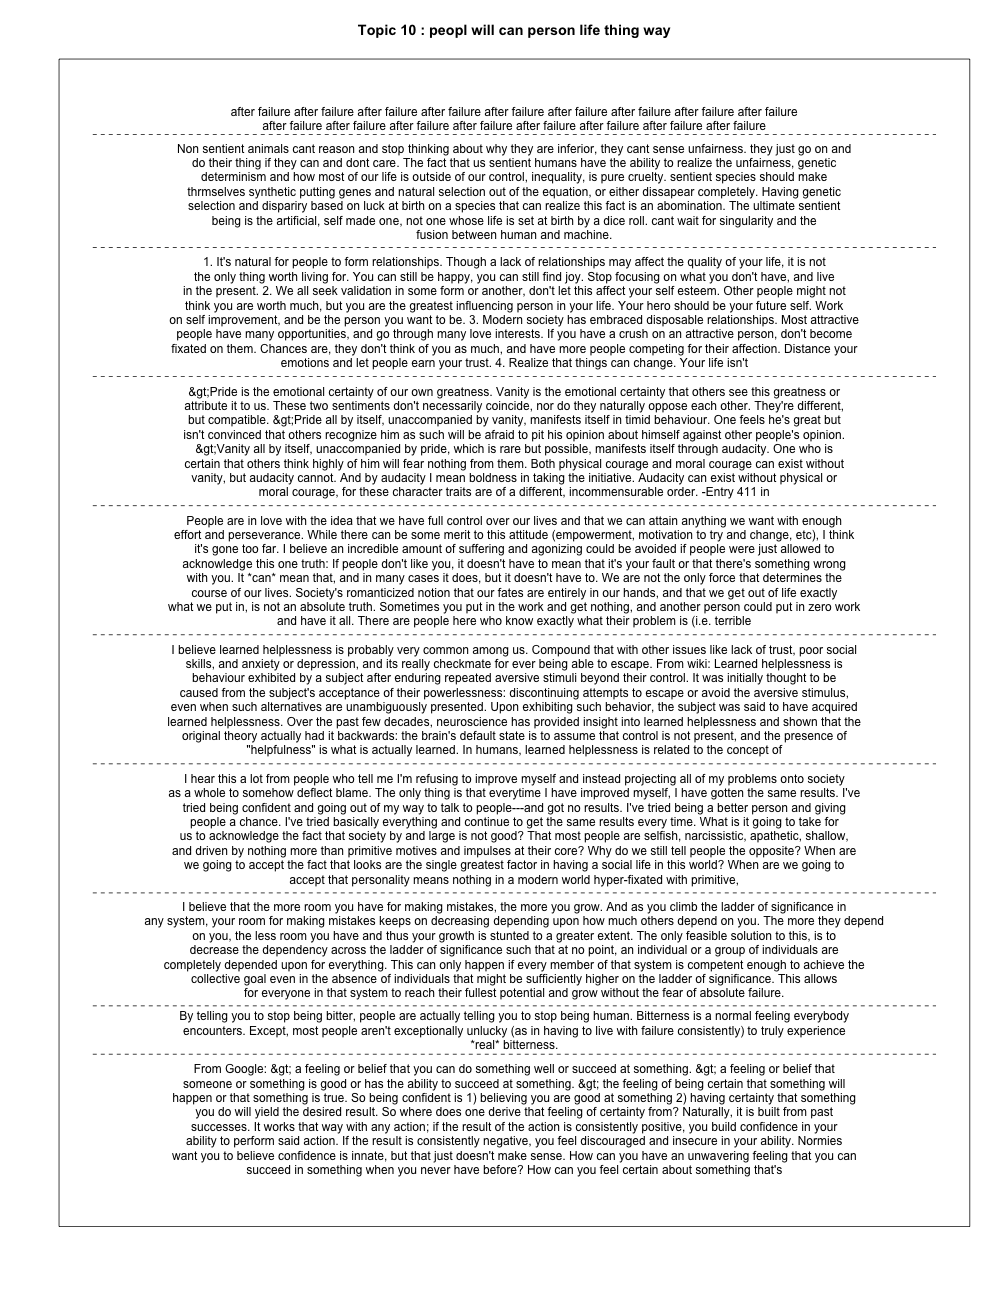 Topic 10 : peopl will can person life thing way
after failure after failure after failure after failure after failure after failure after failure after failure after failure
after failure after failure after failure after failure after failure after failure after failure after failure
Non sentient animals cant reason and stop thinking about why they are inferior, they cant sense unfairness. they just go on and
do their thing if they can and dont care. The fact that us sentient humans have the ability to realize the unfairness, genetic
determinism and how most of our life is outside of our control, inequality, is pure cruelty. sentient species should make
thrmselves synthetic putting genes and natural selection out of the equation, or either dissapear completely. Having genetic
selection and dispariry based on luck at birth on a species that can realize this fact is an abomination. The ultimate sentient
being is the artificial, self made one, not one whose life is set at birth by a dice roll. cant wait for singularity and the
fusion between human and machine.
1. It's natural for people to form relationships. Though a lack of relationships may affect the quality of your life, it is not
the only thing worth living for. You can still be happy, you can still find joy. Stop focusing on what you don't have, and live
in the present. 2. We all seek validation in some form or another, don't let this affect your self esteem. Other people might not
think you are worth much, but you are the greatest influencing person in your life. Your hero should be your future self. Work
on self improvement, and be the person you want to be. 3. Modern society has embraced disposable relationships. Most attractive
people have many opportunities, and go through many love interests. If you have a crush on an attractive person, don't become
fixated on them. Chances are, they don't think of you as much, and have more people competing for their affection. Distance your
emotions and let people earn your trust. 4. Realize that things can change. Your life isn't
&gt;Pride is the emotional certainty of our own greatness. Vanity is the emotional certainty that others see this greatness or
attribute it to us. These two sentiments don't necessarily coincide, nor do they naturally oppose each other. They're different,
but compatible. &gt;Pride all by itself, unaccompanied by vanity, manifests itself in timid behaviour. One feels he's great but
isn't convinced that others recognize him as such will be afraid to pit his opinion about himself against other people's opinion.
&gt;Vanity all by itself, unaccompanied by pride, which is rare but possible, manifests itself through audacity. One who is
certain that others think highly of him will fear nothing from them. Both physical courage and moral courage can exist without
vanity, but audacity cannot. And by audacity I mean boldness in taking the initiative. Audacity can exist without physical or
moral courage, for these character traits are of a different, incommensurable order. -Entry 411 in
People are in love with the idea that we have full control over our lives and that we can attain anything we want with enough
effort and perseverance. While there can be some merit to this attitude (empowerment, motivation to try and change, etc), I think
it's gone too far. I believe an incredible amount of suffering and agonizing could be avoided if people were just allowed to
acknowledge this one truth: If people don't like you, it doesn't have to mean that it's your fault or that there's something wrong
with you. It *can* mean that, and in many cases it does, but it doesn't have to. We are not the only force that determines the
course of our lives. Society's romanticized notion that our fates are entirely in our hands, and that we get out of life exactly
what we put in, is not an absolute truth. Sometimes you put in the work and get nothing, and another person could put in zero work
and have it all. There are people here who know exactly what their problem is (i.e. terrible
I believe learned helplessness is probably very common among us. Compound that with other issues like lack of trust, poor social
skills, and anxiety or depression, and its really checkmate for ever being able to escape. From wiki: Learned helplessness is
behaviour exhibited by a subject after enduring repeated aversive stimuli beyond their control. It was initially thought to be
caused from the subject's acceptance of their powerlessness: discontinuing attempts to escape or avoid the aversive stimulus,
even when such alternatives are unambiguously presented. Upon exhibiting such behavior, the subject was said to have acquired
learned helplessness. Over the past few decades, neuroscience has provided insight into learned helplessness and shown that the
original theory actually had it backwards: the brain's default state is to assume that control is not present, and the presence of
"helpfulness" is what is actually learned. In humans, learned helplessness is related to the concept of
I hear this a lot from people who tell me I'm refusing to improve myself and instead projecting all of my problems onto society
as a whole to somehow deflect blame. The only thing is that everytime I have improved myself, I have gotten the same results. I've
tried being confident and going out of my way to talk to people---and got no results. I've tried being a better person and giving
people a chance. I've tried basically everything and continue to get the same results every time. What is it going to take for
us to acknowledge the fact that society by and large is not good? That most people are selfish, narcissistic, apathetic, shallow,
and driven by nothing more than primitive motives and impulses at their core? Why do we still tell people the opposite? When are
we going to accept the fact that looks are the single greatest factor in having a social life in this world? When are we going to
accept that personality means nothing in a modern world hyper-fixated with primitive,
I believe that the more room you have for making mistakes, the more you grow. And as you climb the ladder of significance in
any system, your room for making mistakes keeps on decreasing depending upon how much others depend on you. The more they depend
on you, the less room you have and thus your growth is stunted to a greater extent. The only feasible solution to this, is to
decrease the dependency across the ladder of significance such that at no point, an individual or a group of individuals are
completely depended upon for everything. This can only happen if every member of that system is competent enough to achieve the
collective goal even in the absence of individuals that might be sufficiently higher on the ladder of significance. This allows
for everyone in that system to reach their fullest potential and grow without the fear of absolute failure.
By telling you to stop being bitter, people are actually telling you to stop being human. Bitterness is a normal feeling everybody
encounters. Except, most people aren't exceptionally unlucky (as in having to live with failure consistently) to truly experience
*real* bitterness.
From Google: &gt; a feeling or belief that you can do something well or succeed at something. &gt; a feeling or belief that
someone or something is good or has the ability to succeed at something. &gt; the feeling of being certain that something will
happen or that something is true. So being confident is 1) believing you are good at something 2) having certainty that something
you do will yield the desired result. So where does one derive that feeling of certainty from? Naturally, it is built from past
successes. It works that way with any action; if the result of the action is consistently positive, you build confidence in your
ability to perform said action. If the result is consistently negative, you feel discouraged and insecure in your ability. Normies
want you to believe confidence is innate, but that just doesn't make sense. How can you have an unwavering feeling that you can
succeed in something when you never have before? How can you feel certain about something that's